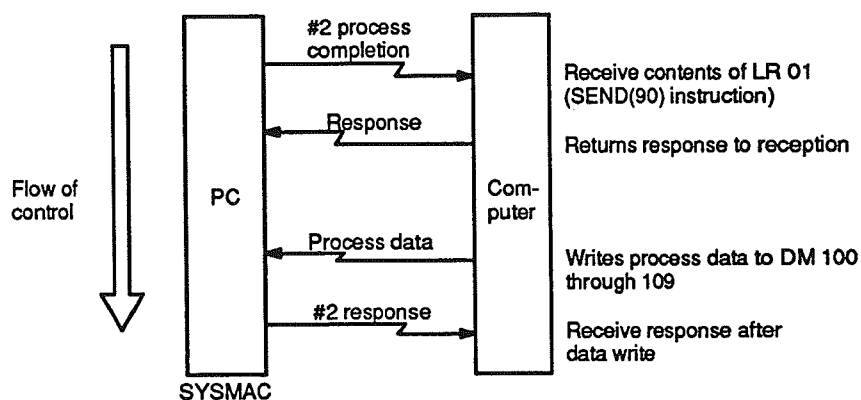 #2 process
completion
Receive contents of LR 01
(SEND(90) instruction)
Response
Returns response to reception
Flow of
control
PC
Com-
puter
Process data
Writes process data to DM 100
through 109
#2 response
Receive response after
data write
SYSMAC